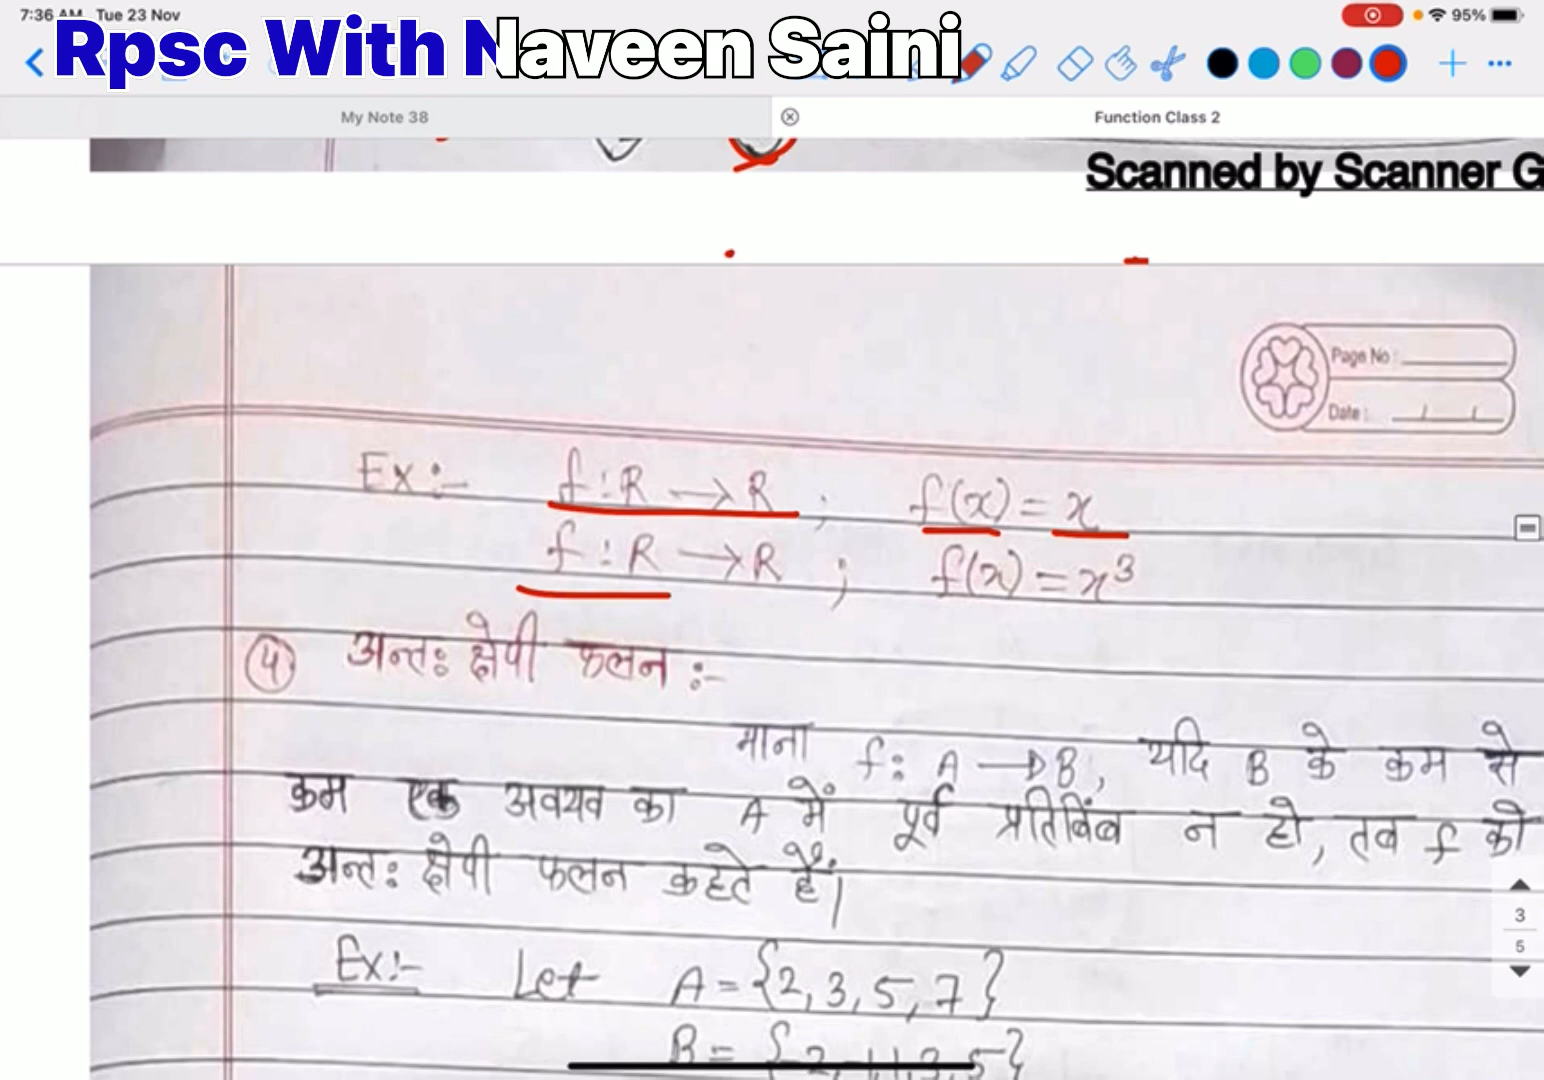 7:36 AM Tue 23 Nov
95%
Rpsc With Naveen Saini
My Note 38
Function Class 2
Scanned by Scanner G
Page No :
Date :
Ex:- f : R → R ; f(x) = x
f : R → R ; f(x) = x³
④ अन्तः क्षेपी फलन :-
माना f : A → B, यदि B के कम से
कम एक अवयव का A में पूर्व प्रतिबिंब न हो, तब f को
अन्तः क्षेपी फलन कहते हैं।
3
5
Ex:- Let A = {2, 3, 5, 7}
B =